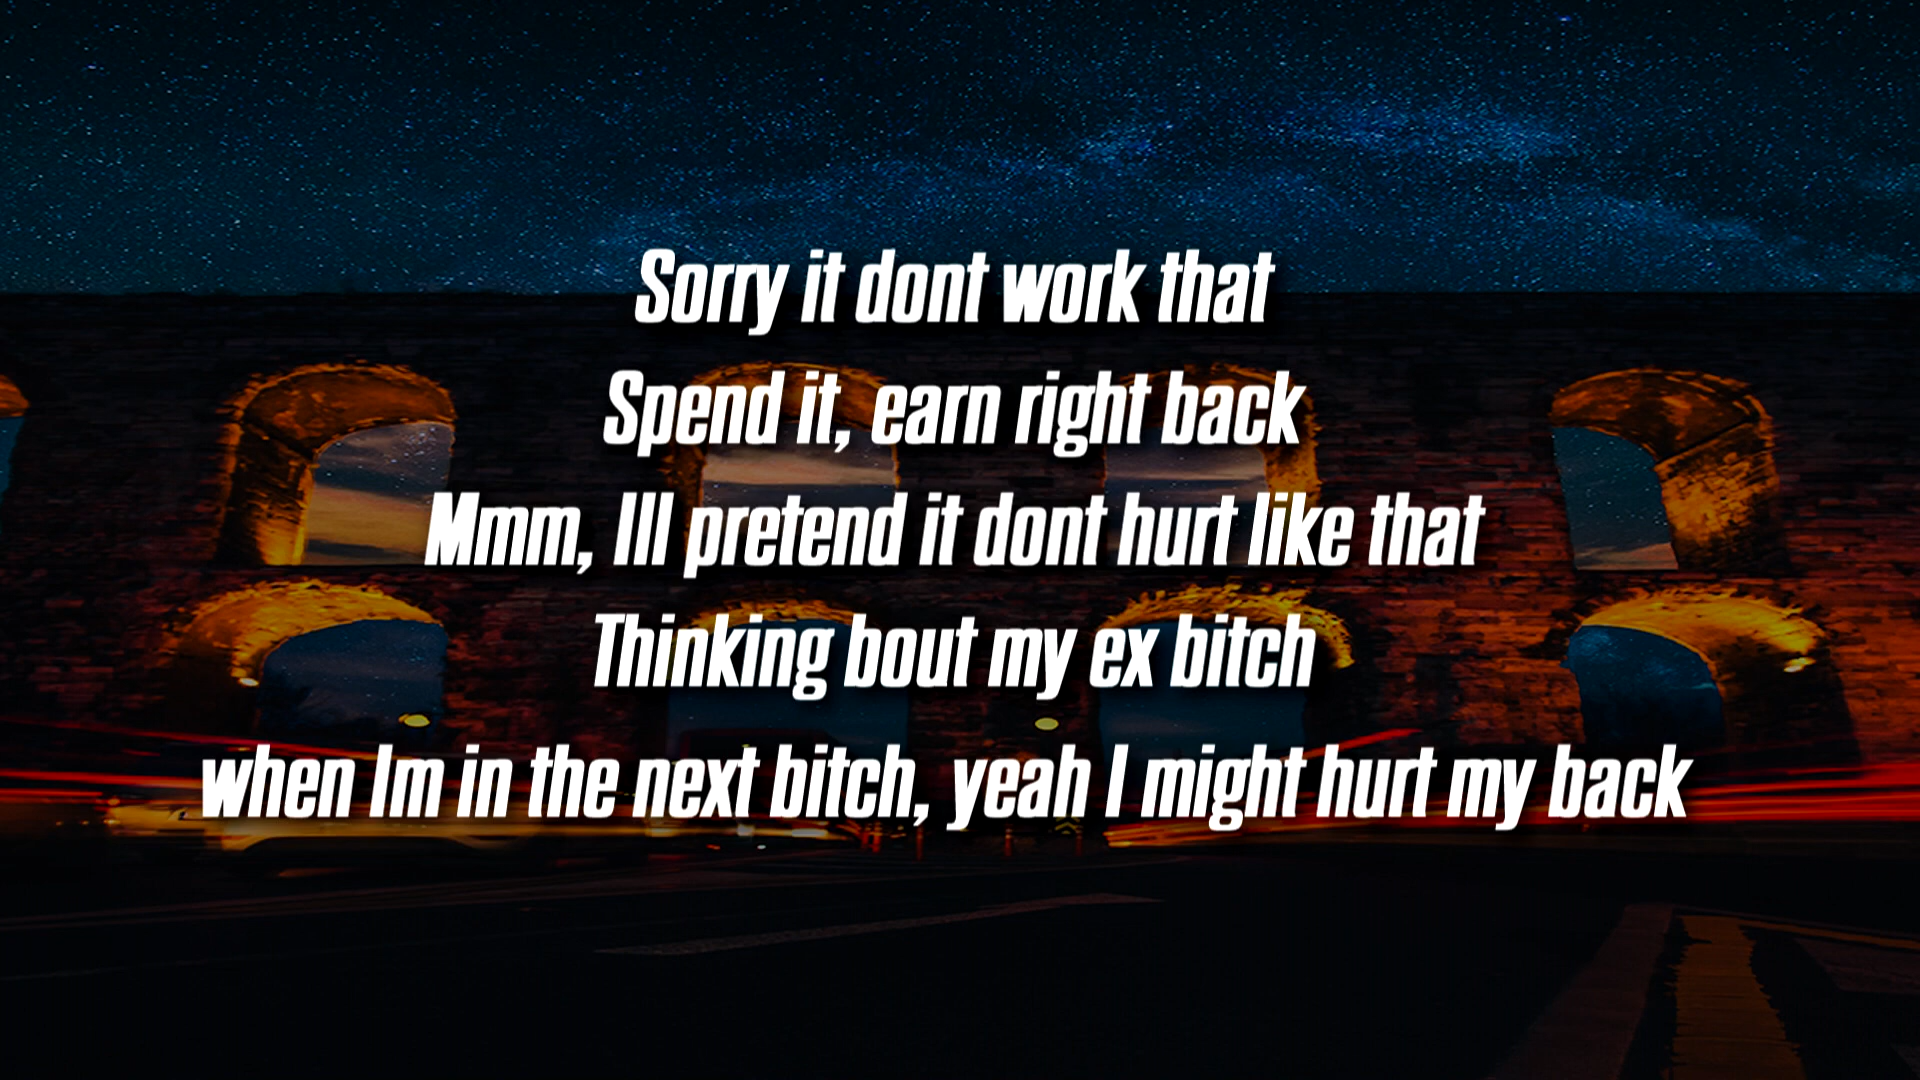 Sorry it dont work that
Spend it, earn right back
Mmm, Ill pretend it dont hurt like that
Thinking bout my ex bitch
when Im in the next bitch, yeah I might hurt my back